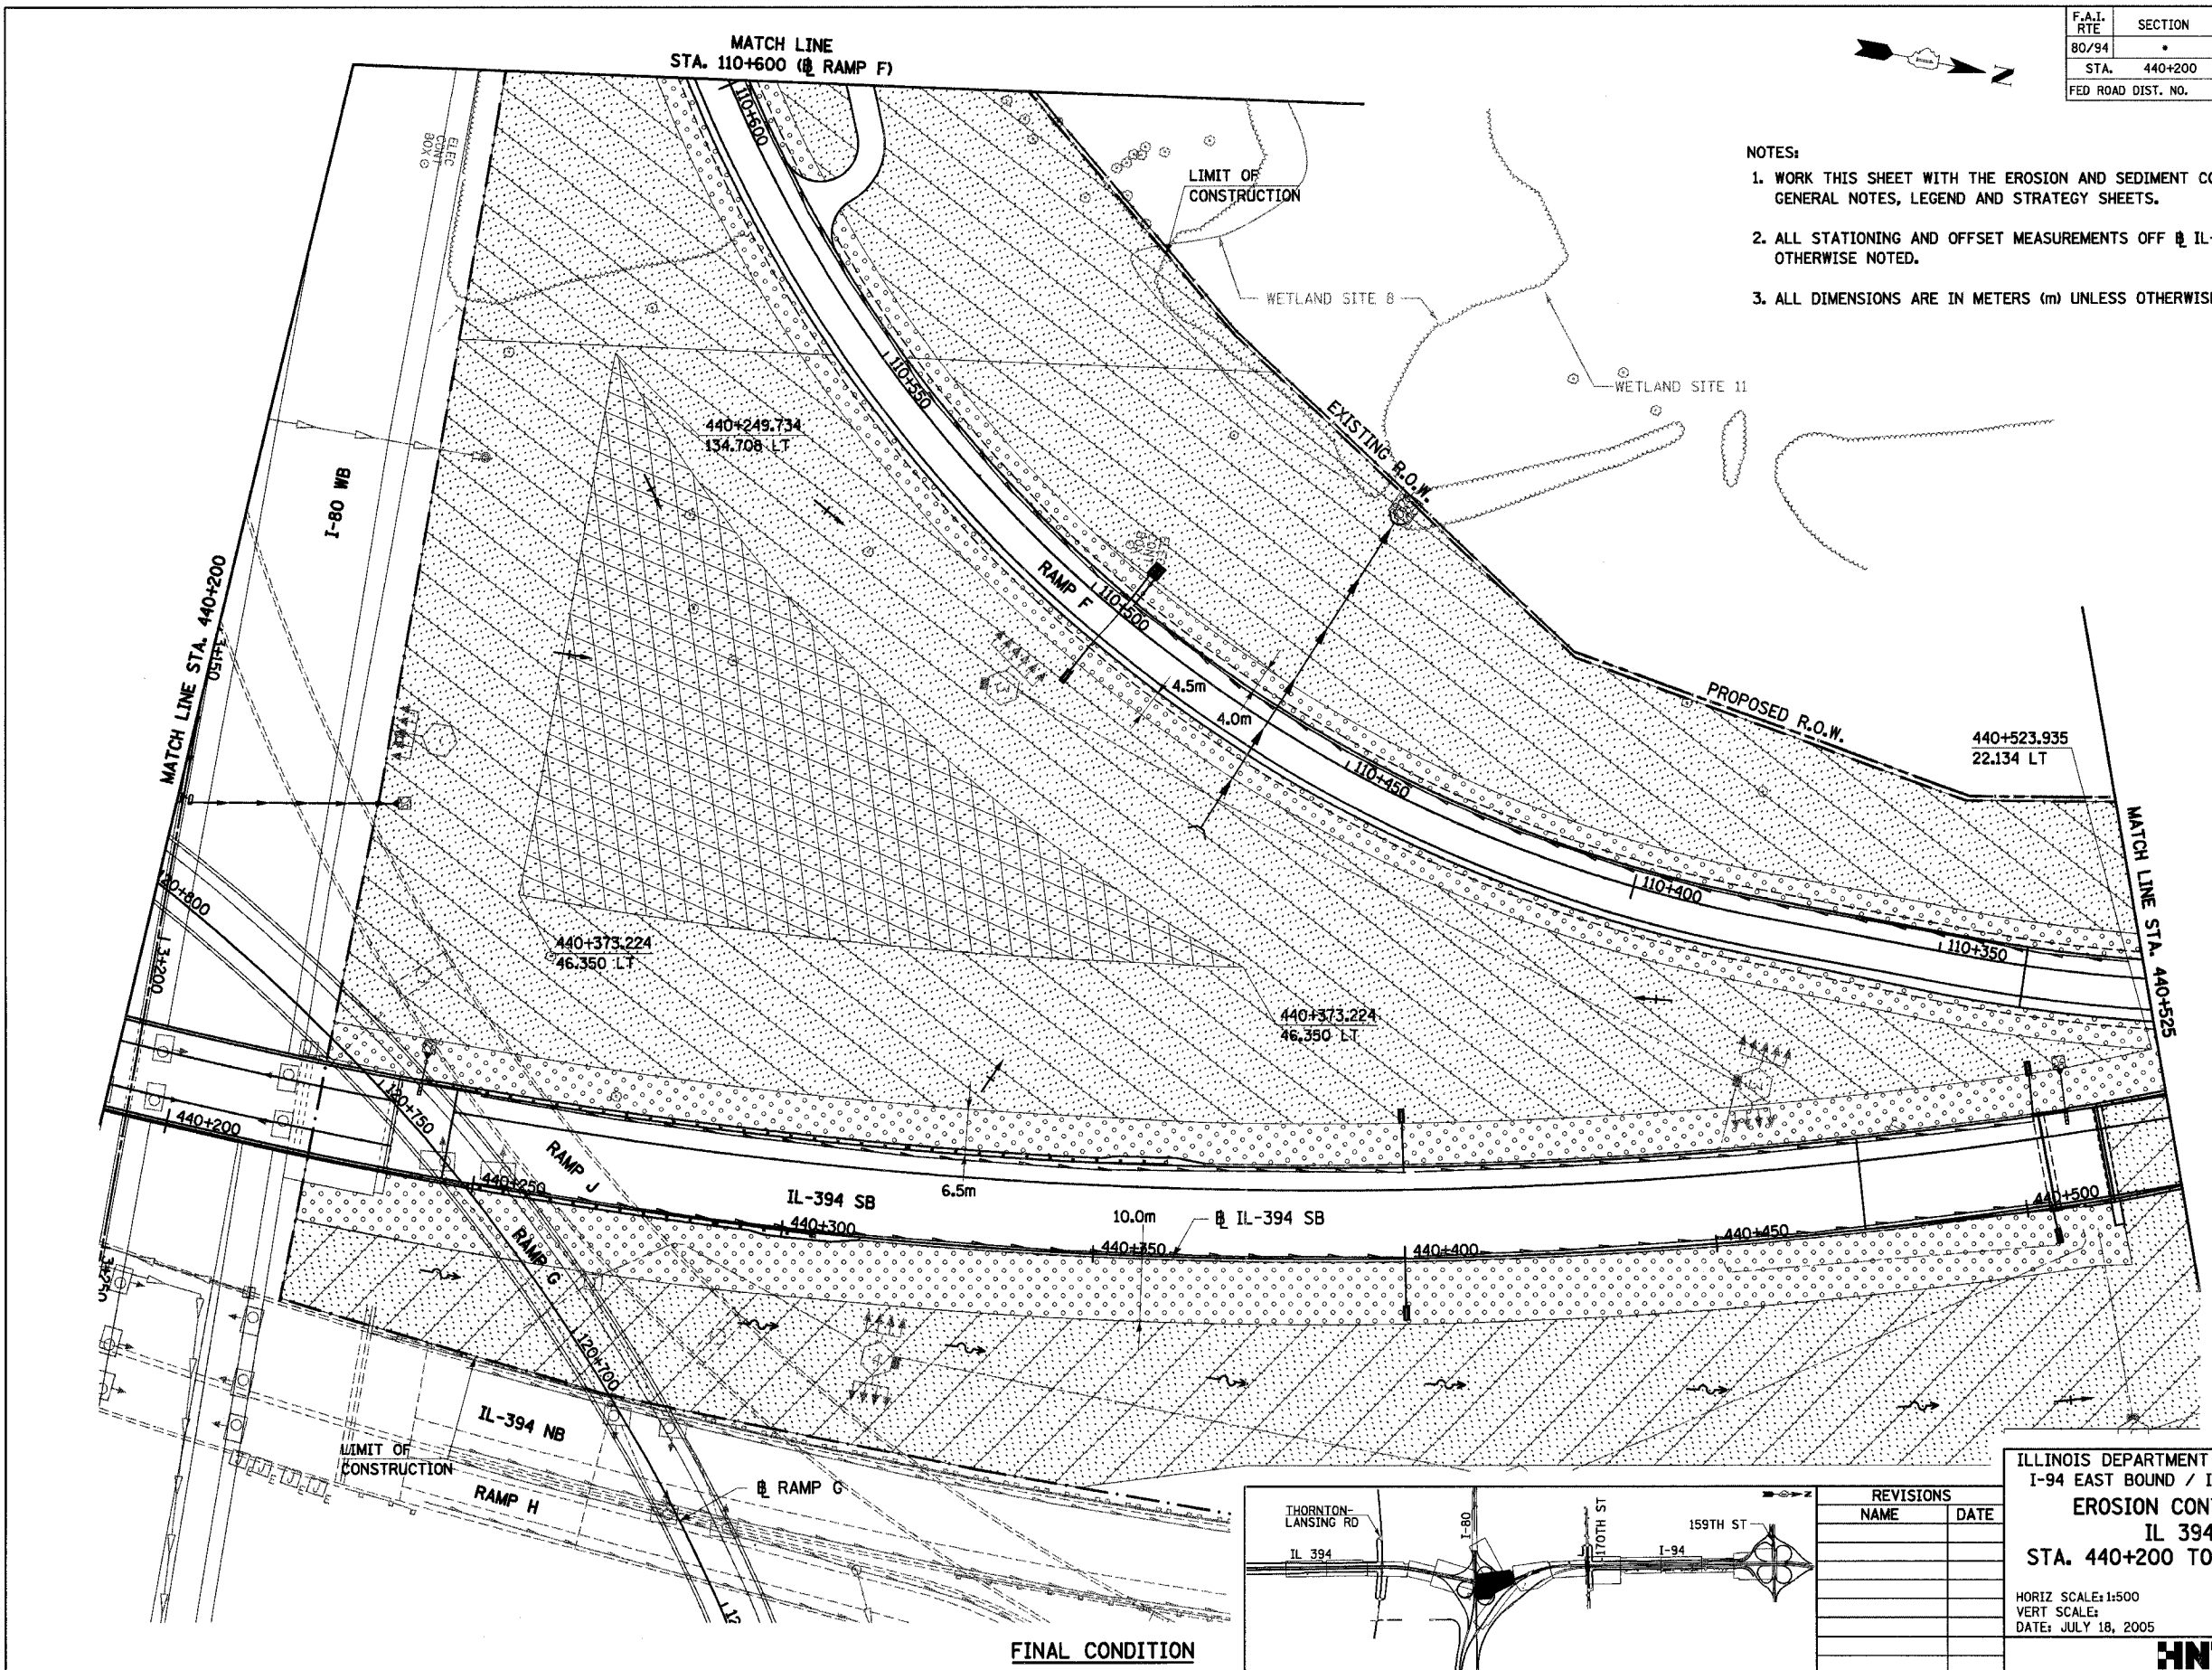 MATCH LINE
STA. 110+600 (℄ RAMP F)
F.A.I.
RTE
SECTION
80/94
*
STA.
440+200
FED ROAD DIST. NO.
N
NOTES:
1. WORK THIS SHEET WITH THE EROSION AND SEDIMENT CO
GENERAL NOTES, LEGEND AND STRATEGY SHEETS.
2. ALL STATIONING AND OFFSET MEASUREMENTS OFF ℄ IL-
OTHERWISE NOTED.
3. ALL DIMENSIONS ARE IN METERS (m) UNLESS OTHERWISE
ELEC
CONT
BOX
110+600
LIMIT OF
CONSTRUCTION
WETLAND SITE 8
WETLAND SITE 11
110+550
440+249.734
134.708 LT
EXISTING R.O.W.
I-80 WB
RAMP F
110+500
MATCH LINE STA. 440+200
3+150
4.5m
4.0m
PROPOSED R.O.W.
440+523.935
22.134 LT
110+450
MATCH LINE STA. 440+525
110+400
110+350
120+800
3+200
440+373.224
46.350 LT
440+373.224
46.350 LT
440+200
120+750
RAMP J
440+250
IL-394 SB
6.5m
440+300
10.0m
℄ IL-394 SB
440+350
440+400
440+450
440+500
RAMP G
3+250
120+700
IL-394 NB
LIMIT OF
CONSTRUCTION
RAMP H
℄ RAMP G
FINAL CONDITION
THORNTON-
LANSING RD
IL 394
I-80
170TH ST
I-94
159TH ST
REVISIONS
NAME
DATE
ILLINOIS DEPARTMENT
I-94 EAST BOUND / I
EROSION CON
IL 394
STA. 440+200 TO
HORIZ SCALE: 1:500
VERT SCALE:
DATE: JULY 18, 2005